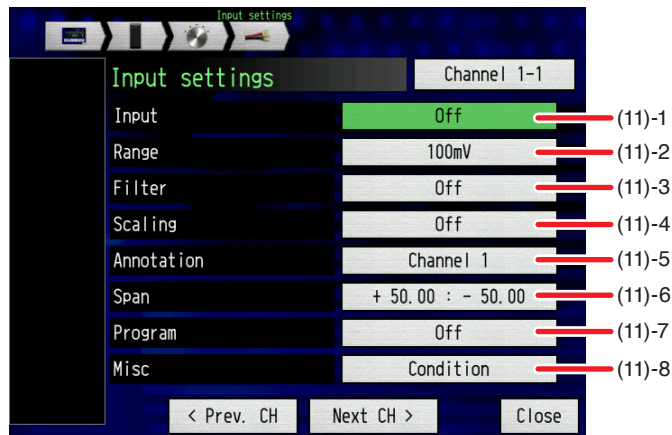 Input settings
Input settings Channel 1-1
Input Off (11)-1
Range 100mV (11)-2
Filter Off (11)-3
Scaling Off (11)-4
Annotation Channel 1 (11)-5
Span + 50.00 : - 50.00 (11)-6
Program Off (11)-7
Misc Condition (11)-8
< Prev. CH Next CH > Close